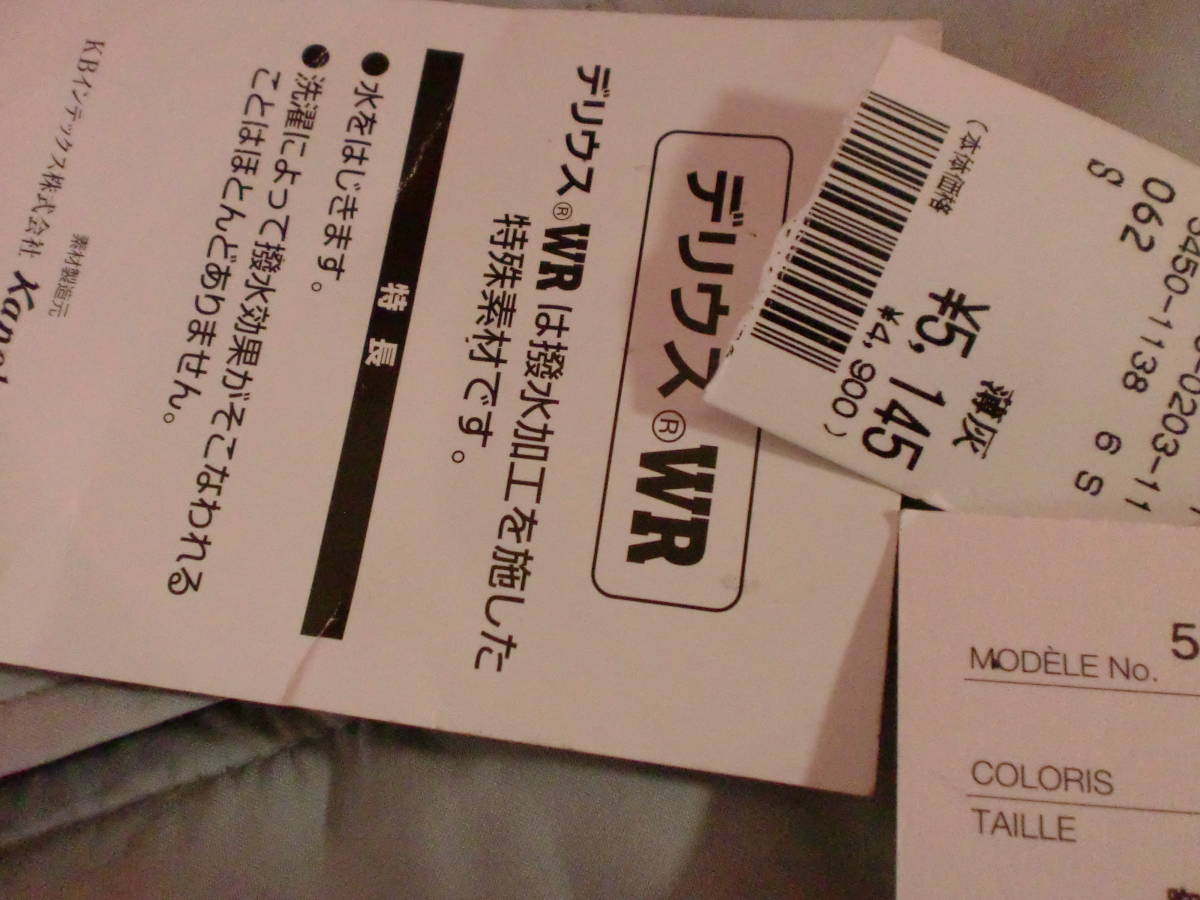 デリウス®WR
デリウス®WRは撥水加工を施した
特殊素材です。
特長
●水をはじきます。
●洗濯によって撥水効果がそこなわれる
ことはほとんどありません。
素材製造元
KBインテックス株式会社
0203-11
3450-1138 6S
062
S
薄灰
¥5,145
¥4,900)
(本体価格
MODÈLE No. 5
COLORIS
TAILLE